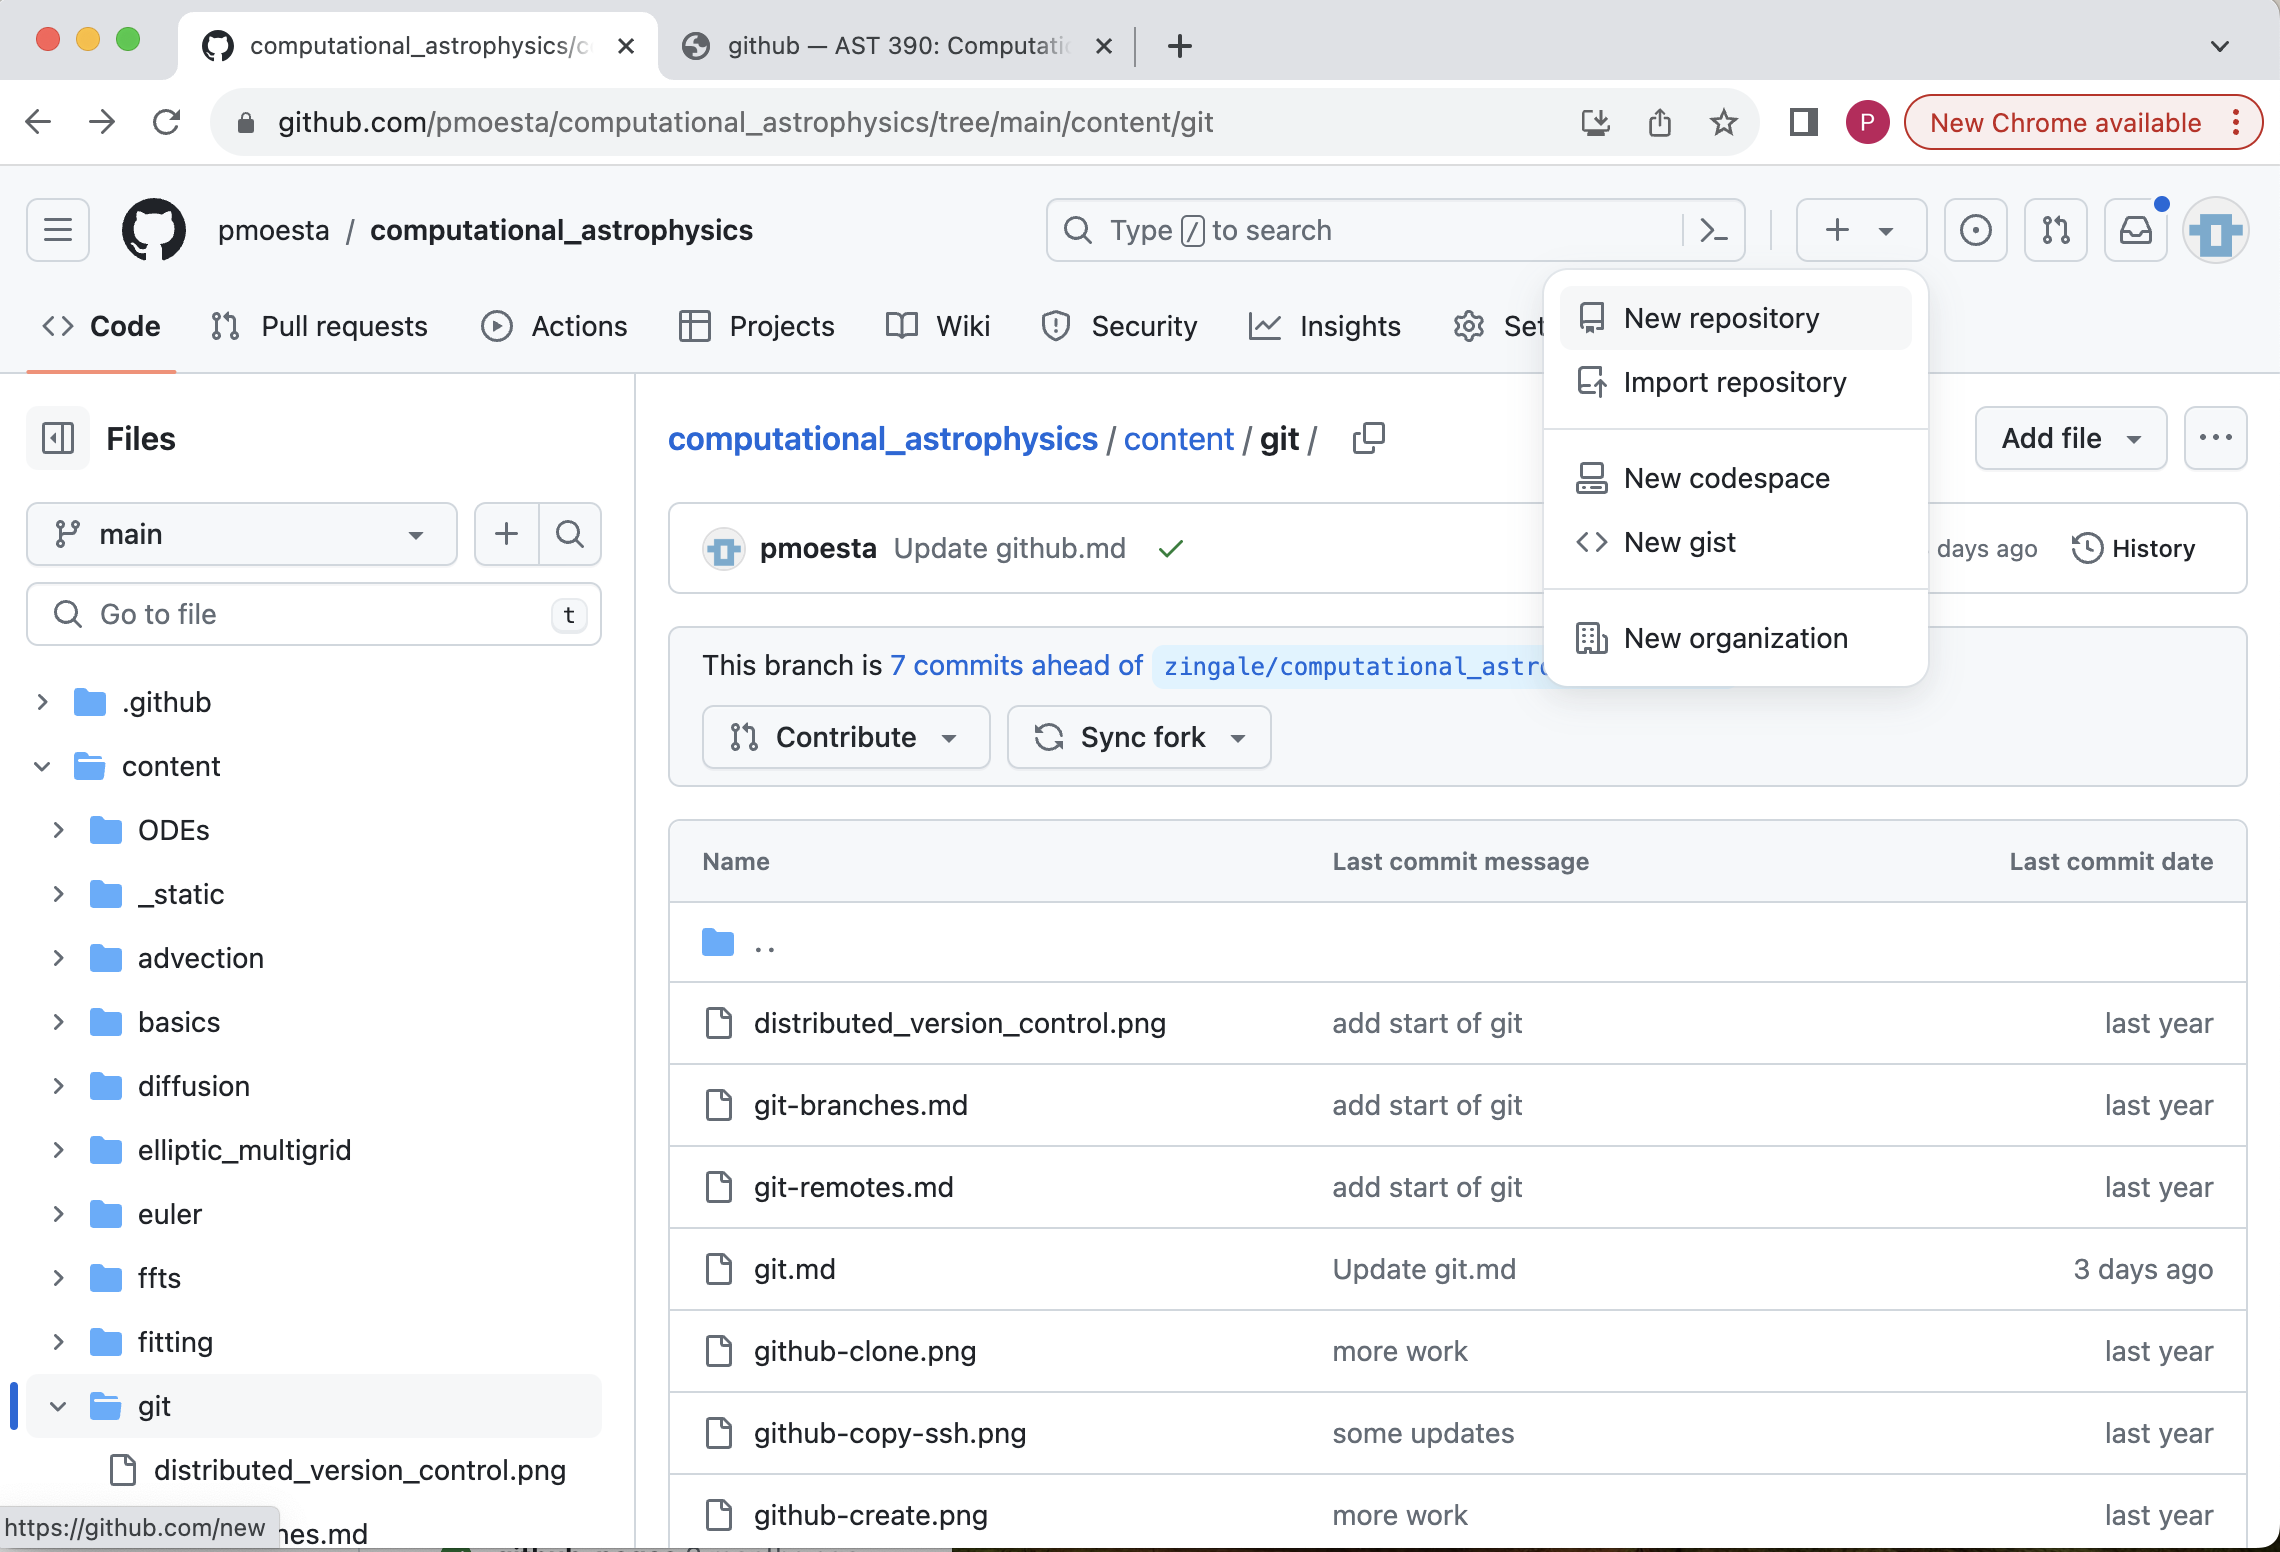 computational_astrophysics/c
github — AST 390: Computati
github.com/pmoesta/computational_astrophysics/tree/main/content/git
P
New Chrome available
pmoesta / computational_astrophysics
Type / to search
Code
Pull requests
Actions
Projects
Wiki
Security
Insights
Set
New repository
Import repository
New codespace
New gist
New organization
Files
main
Go to file
t
.github
content
ODEs
_static
advection
basics
diffusion
elliptic_multigrid
euler
ffts
fitting
git
distributed_version_control.png
hes.md
https://github.com/new
computational_astrophysics / content / git /
Add file
pmoesta Update github.md
days ago
History
This branch is 7 commits ahead of zingale/computational_astro
Contribute
Sync fork
Name Last commit message Last commit date
..
distributed_version_control.png add start of git last year
git-branches.md add start of git last year
git-remotes.md add start of git last year
git.md Update git.md 3 days ago
github-clone.png more work last year
github-copy-ssh.png some updates last year
github-create.png more work last year